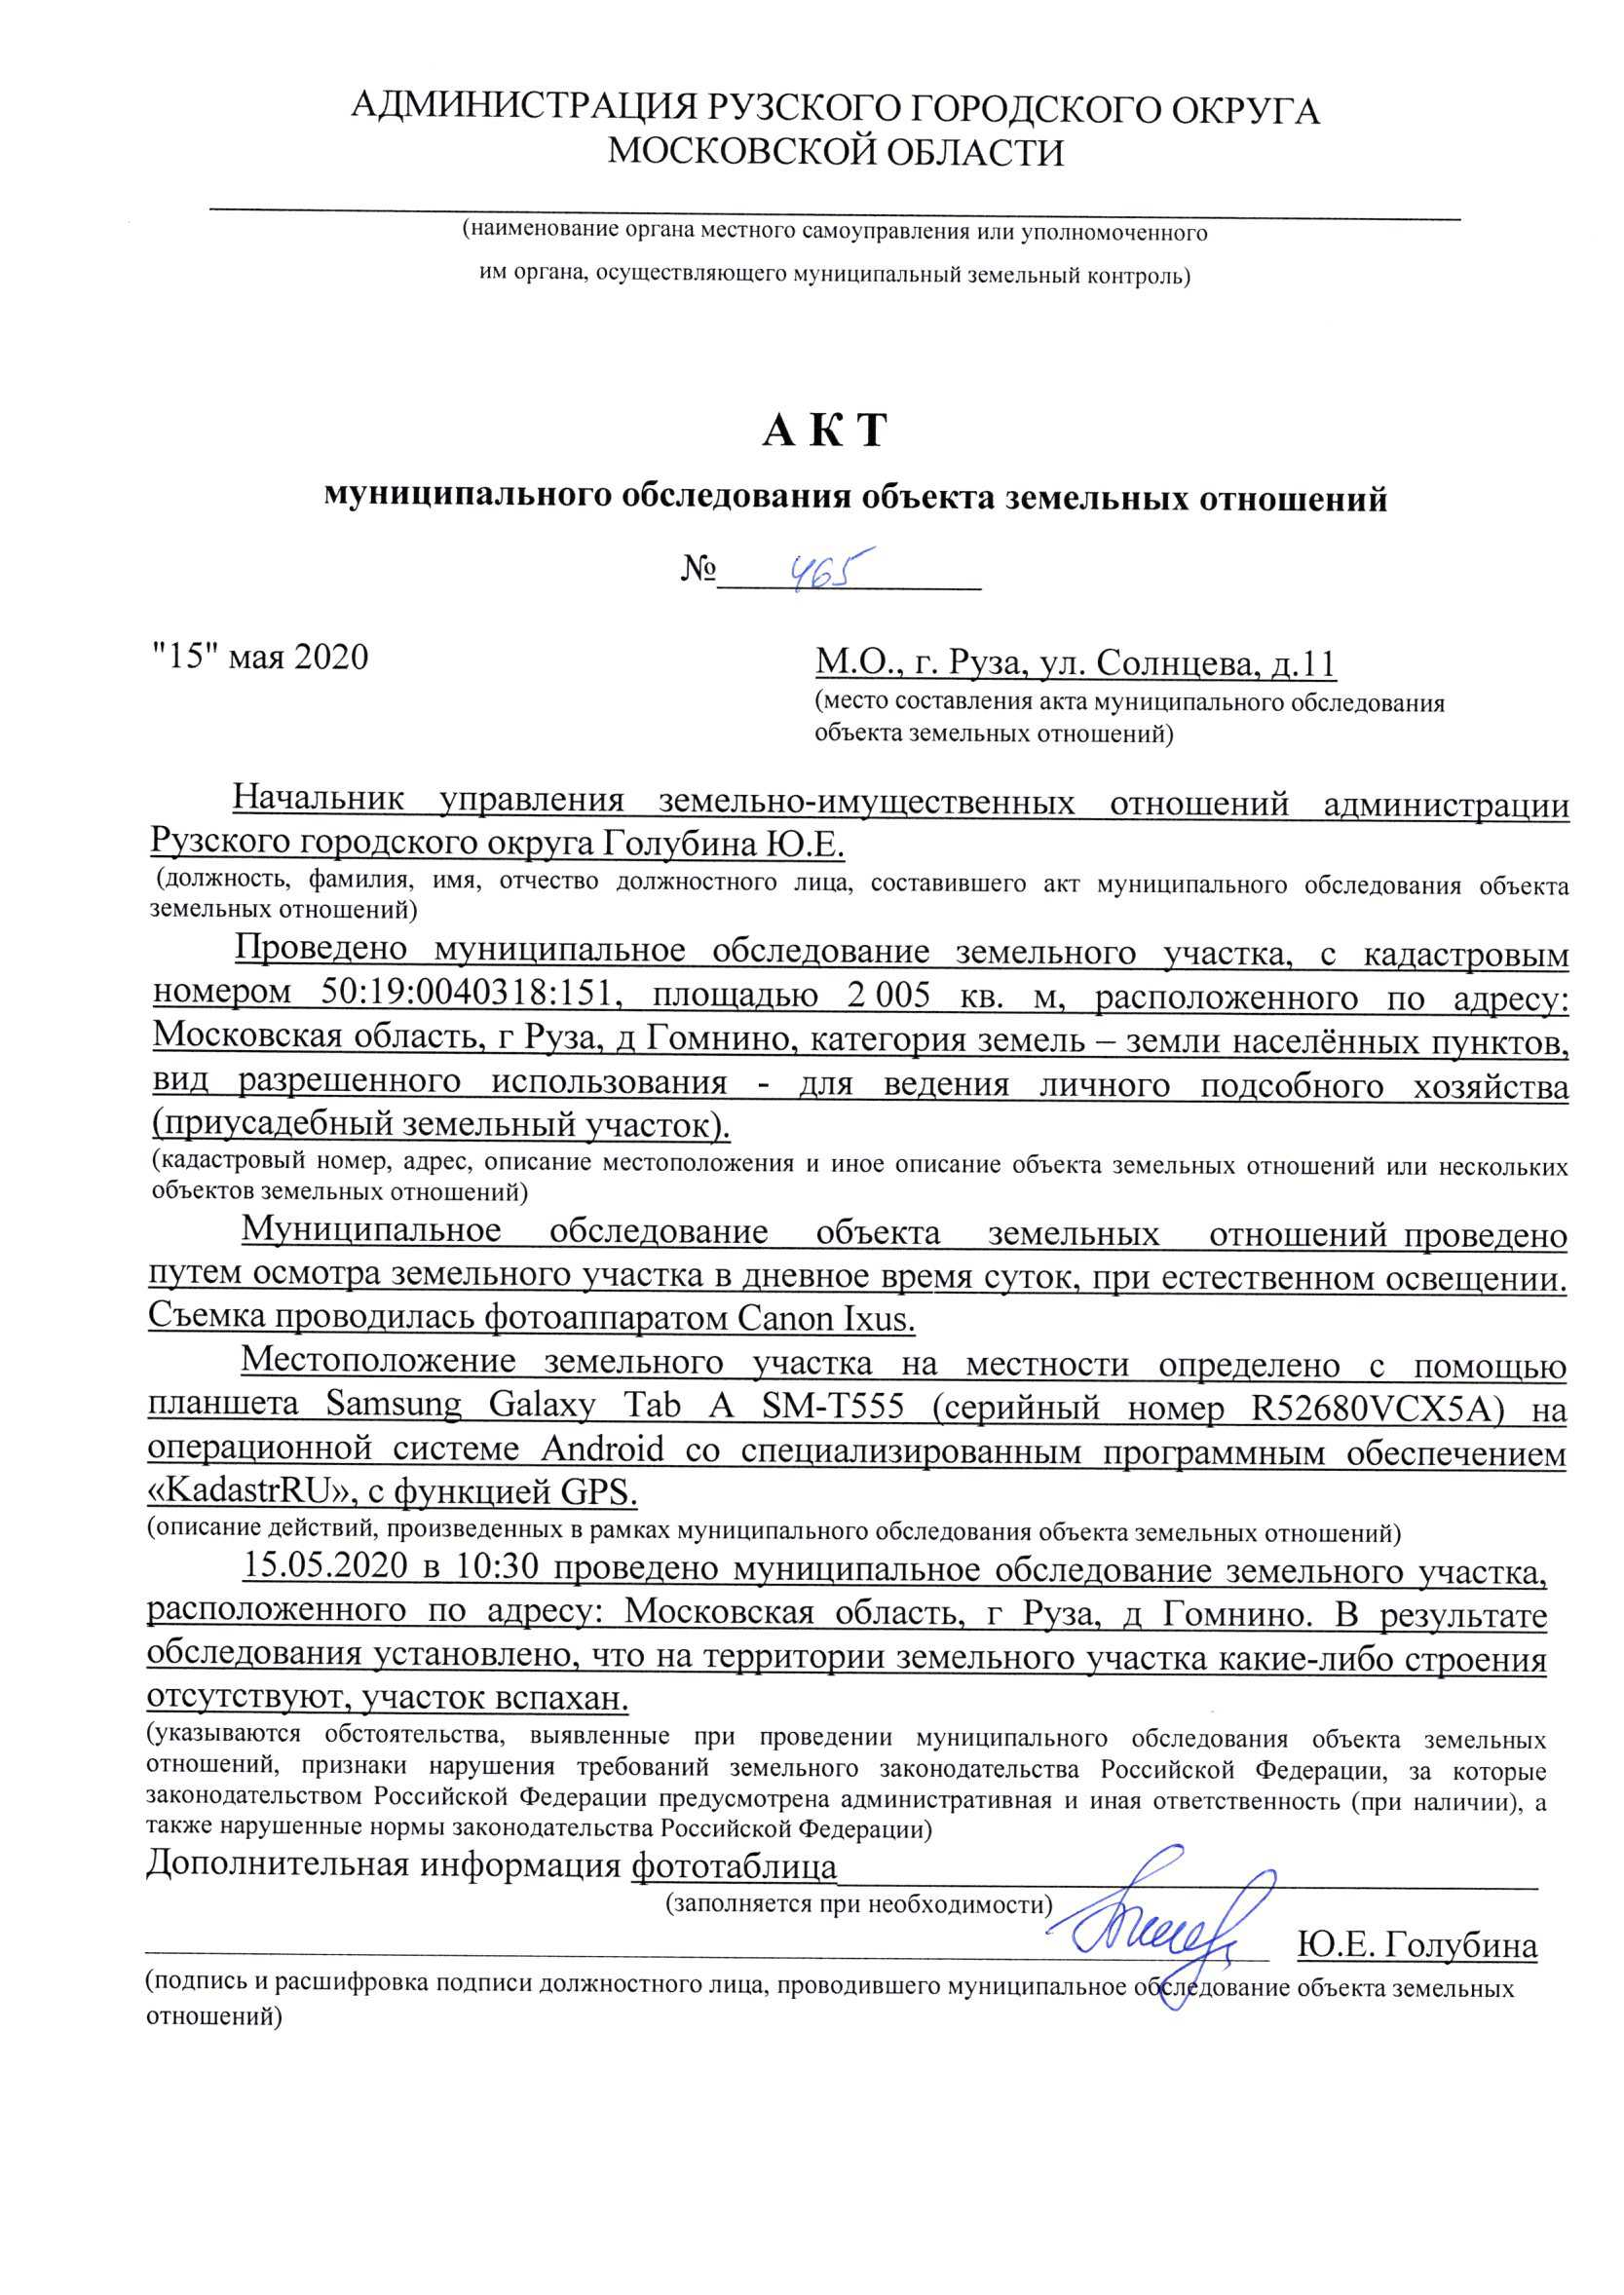 АДМИНИСТРАЦИЯ РУЗСКОГО ГОРОДСКОГО ОКРУГА
МОСКОВСКОЙ ОБЛАСТИ
(наименование органа местного самоуправления или уполномоченного
им органа, осуществляющего муниципальный земельный контроль)
А К Т
муниципального обследования объекта земельных отношений
№ 465
"15" мая 2020
М.О., г. Руза, ул. Солнцева, д.11
(место составления акта муниципального обследования
объекта земельных отношений)
Начальник управления земельно-имущественных отношений администрации
Рузского городского округа Голубина Ю.Е.
(должность, фамилия, имя, отчество должностного лица, составившего акт муниципального обследования объекта
земельных отношений)
Проведено муниципальное обследование земельного участка, с кадастровым
номером 50:19:0040318:151, площадью 2 005 кв. м, расположенного по адресу:
Московская область, г Руза, д Гомнино, категория земель – земли населённых пунктов,
вид разрешенного использования - для ведения личного подсобного хозяйства
(приусадебный земельный участок).
(кадастровый номер, адрес, описание местоположения и иное описание объекта земельных отношений или нескольких
объектов земельных отношений)
Муниципальное обследование объекта земельных отношений проведено
путем осмотра земельного участка в дневное время суток, при естественном освещении.
Съемка проводилась фотоаппаратом Canon Ixus.
Местоположение земельного участка на местности определено с помощью
планшета Samsung Galaxy Tab A SM-T555 (серийный номер R52680VCX5A) на
операционной системе Android со специализированным программным обеспечением
«KadastrRU», с функцией GPS.
(описание действий, произведенных в рамках муниципального обследования объекта земельных отношений)
15.05.2020 в 10:30 проведено муниципальное обследование земельного участка,
расположенного по адресу: Московская область, г Руза, д Гомнино. В результате
обследования установлено, что на территории земельного участка какие-либо строения
отсутствуют, участок вспахан.
(указываются обстоятельства, выявленные при проведении муниципального обследования объекта земельных
отношений, признаки нарушения требований земельного законодательства Российской Федерации, за которые
законодательством Российской Федерации предусмотрена административная и иная ответственность (при наличии), а
также нарушенные нормы законодательства Российской Федерации)
Дополнительная информация фототаблица
(заполняется при необходимости)
Ю.Е. Голубина
(подпись и расшифровка подписи должностного лица, проводившего муниципальное обследование объекта земельных
отношений)